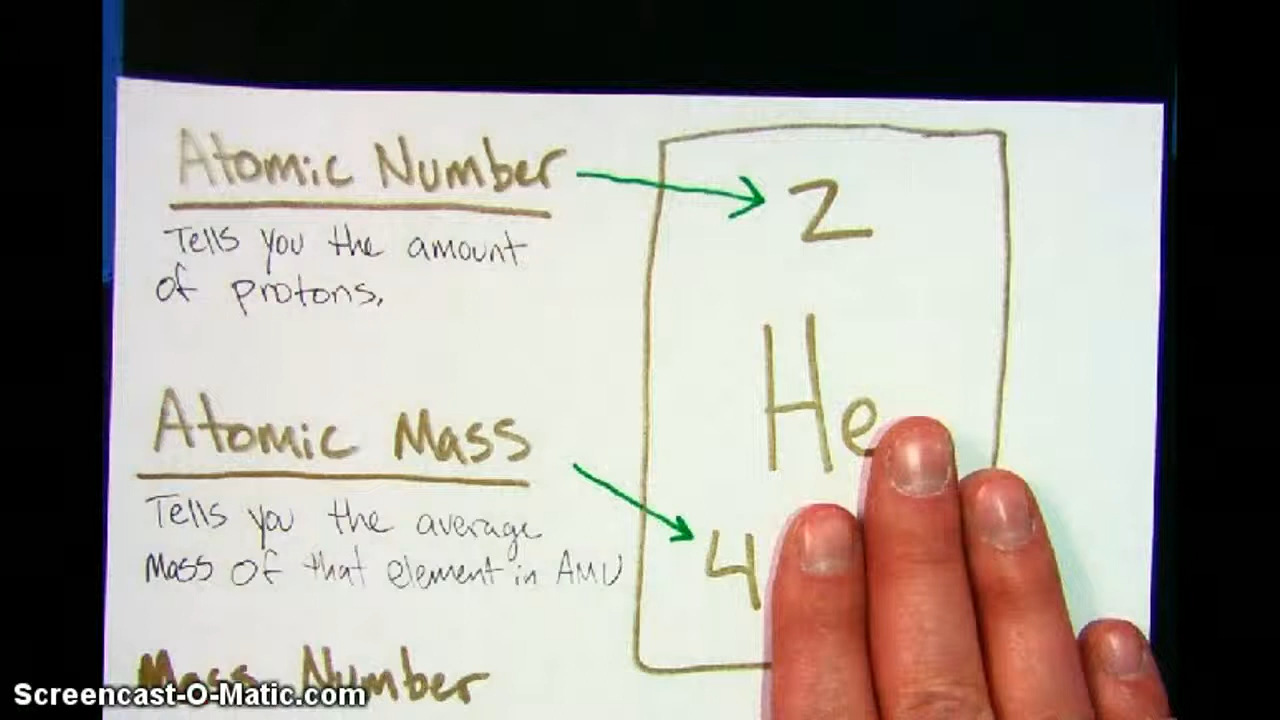 Atomic Number
Tells you the amount
of protons.
2
He
Atomic Mass
Tells you the average
Mass of that element in AMU
4
Mass Number
Screencast-O-Matic.com